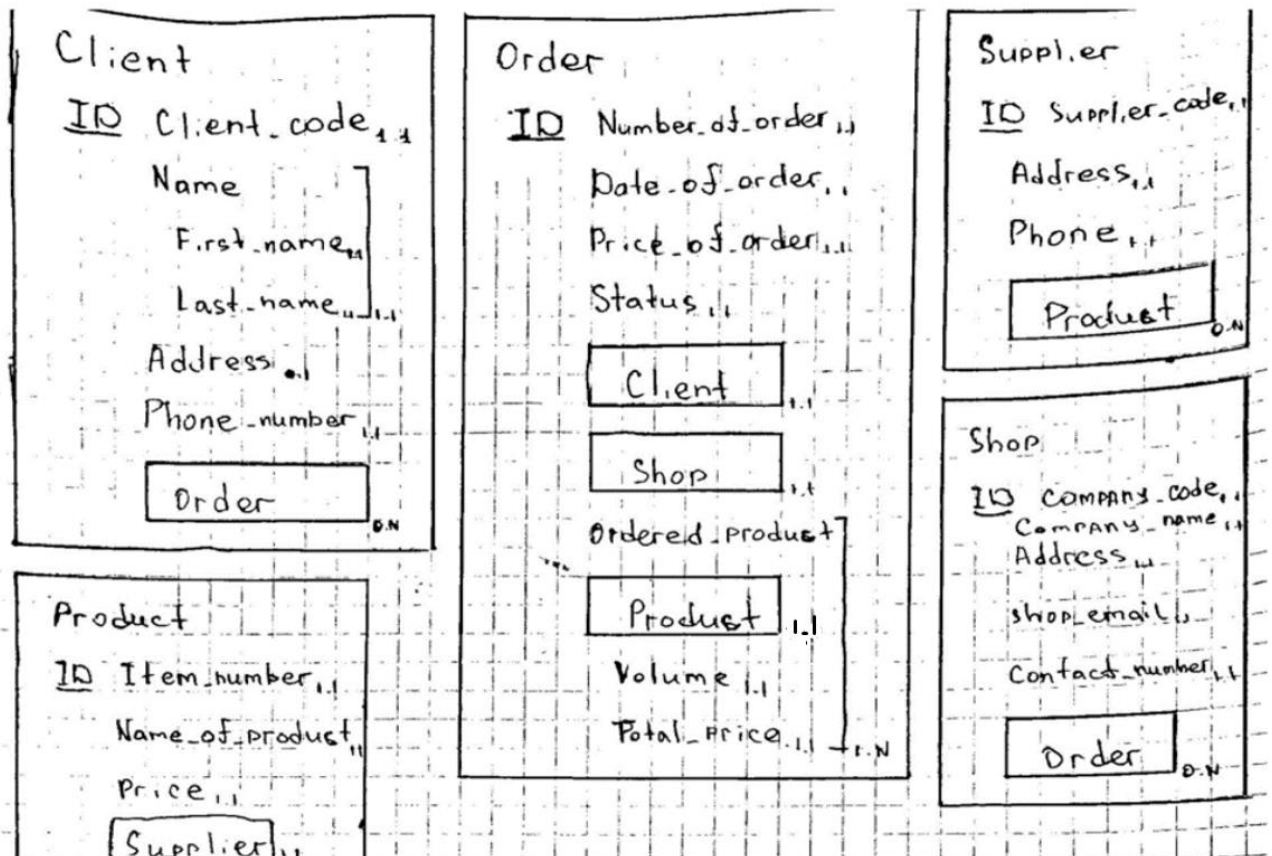 Client
ID Client_code 1.1
Name
First_name 1.1
Last_name 1.1 1.1
Address
Phone_number 1.1
Order 0.N
Product
ID Item_number 1.1
Name_of_product 1.1
Price 1.1
Supplier 1.1
Order
ID Number_of_order 1.1
Date_of_order 1.1
Price_of_order 1.1
Status 1.1
Client 1.1
Shop 1.1
Ordered_product
Product 1.1
Volume 1.1
Total_price 1.1 1.N
Supplier
ID Supplier_code 1.1
Address 1.1
Phone 1.1
Product 0.N
Shop
ID Company_code 1.1
Company_name 1.1
Address 1.1
shop_email 1.1
Contact_number 1.1
Order 0.N